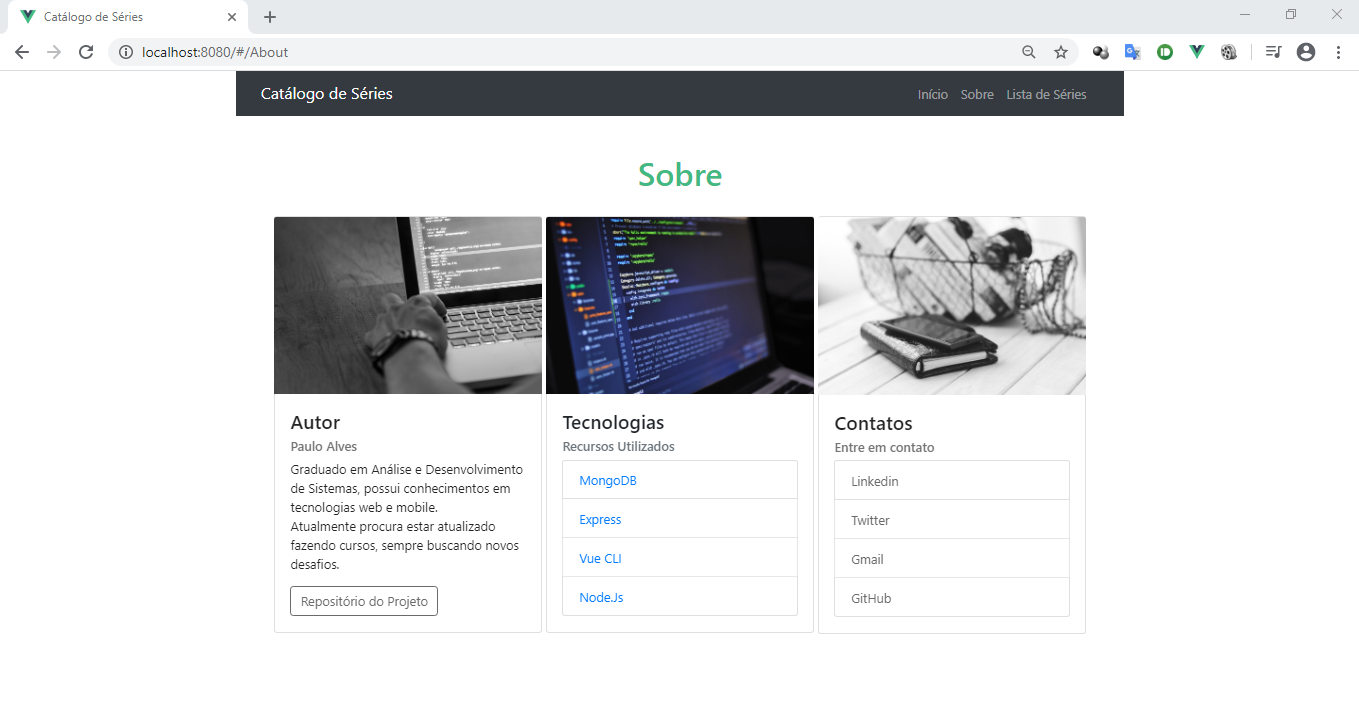 Catálogo de Séries
localhost:8080/#/About
Catálogo de Séries
Início Sobre Lista de Séries
Sobre
Autor
Paulo Alves
Graduado em Análise e Desenvolvimento
de Sistemas, possui conhecimentos em
tecnologias web e mobile.
Atualmente procura estar atualizado
fazendo cursos, sempre buscando novos
desafios.
Repositório do Projeto
Tecnologias
Recursos Utilizados
MongoDB
Express
Vue CLI
Node.Js
Contatos
Entre em contato
Linkedin
Twitter
Gmail
GitHub